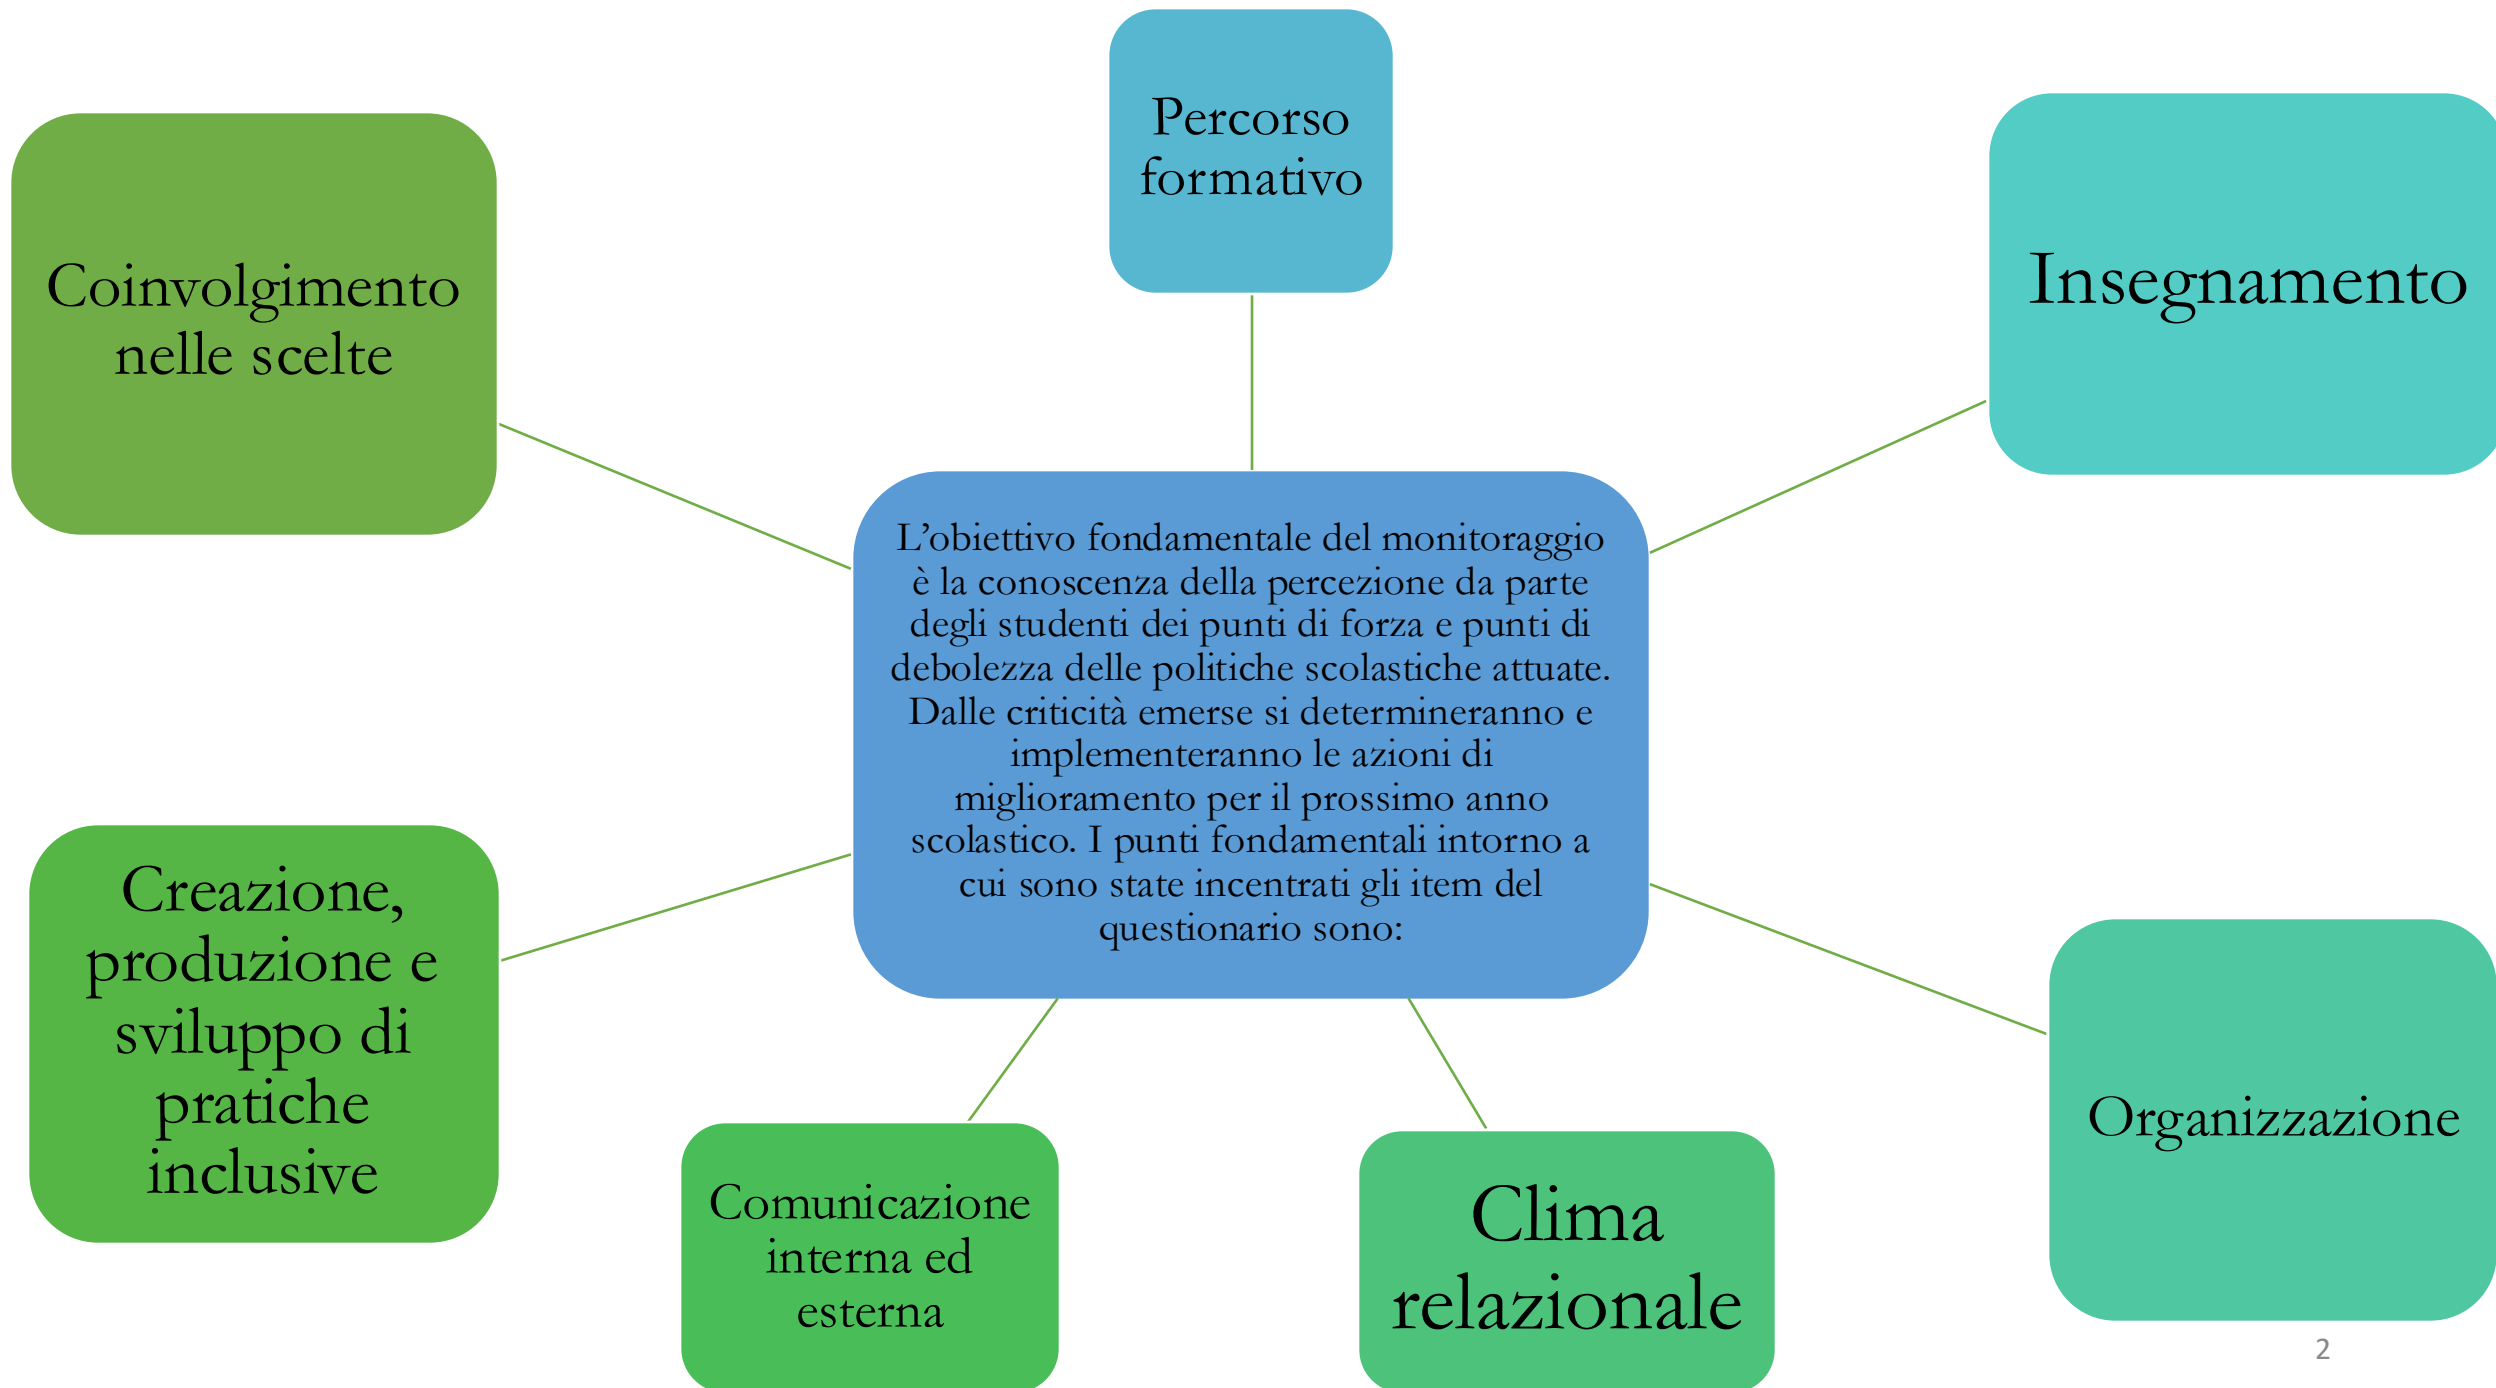 Percorso
formativo
Insegnamento
Coinvolgimento
nelle scelte
L’obiettivo fondamentale del monitoraggio
è la conoscenza della percezione da parte
degli studenti dei punti di forza e punti di
debolezza delle politiche scolastiche attuate.
Dalle criticità emerse si determineranno e
implementeranno le azioni di
miglioramento per il prossimo anno
scolastico. I punti fondamentali intorno a
cui sono state incentrati gli item del
questionario sono:
Creazione,
produzione e
sviluppo di
pratiche
inclusive
Organizzazione
Comunicazione
interna ed
esterna
Clima
relazionale
2